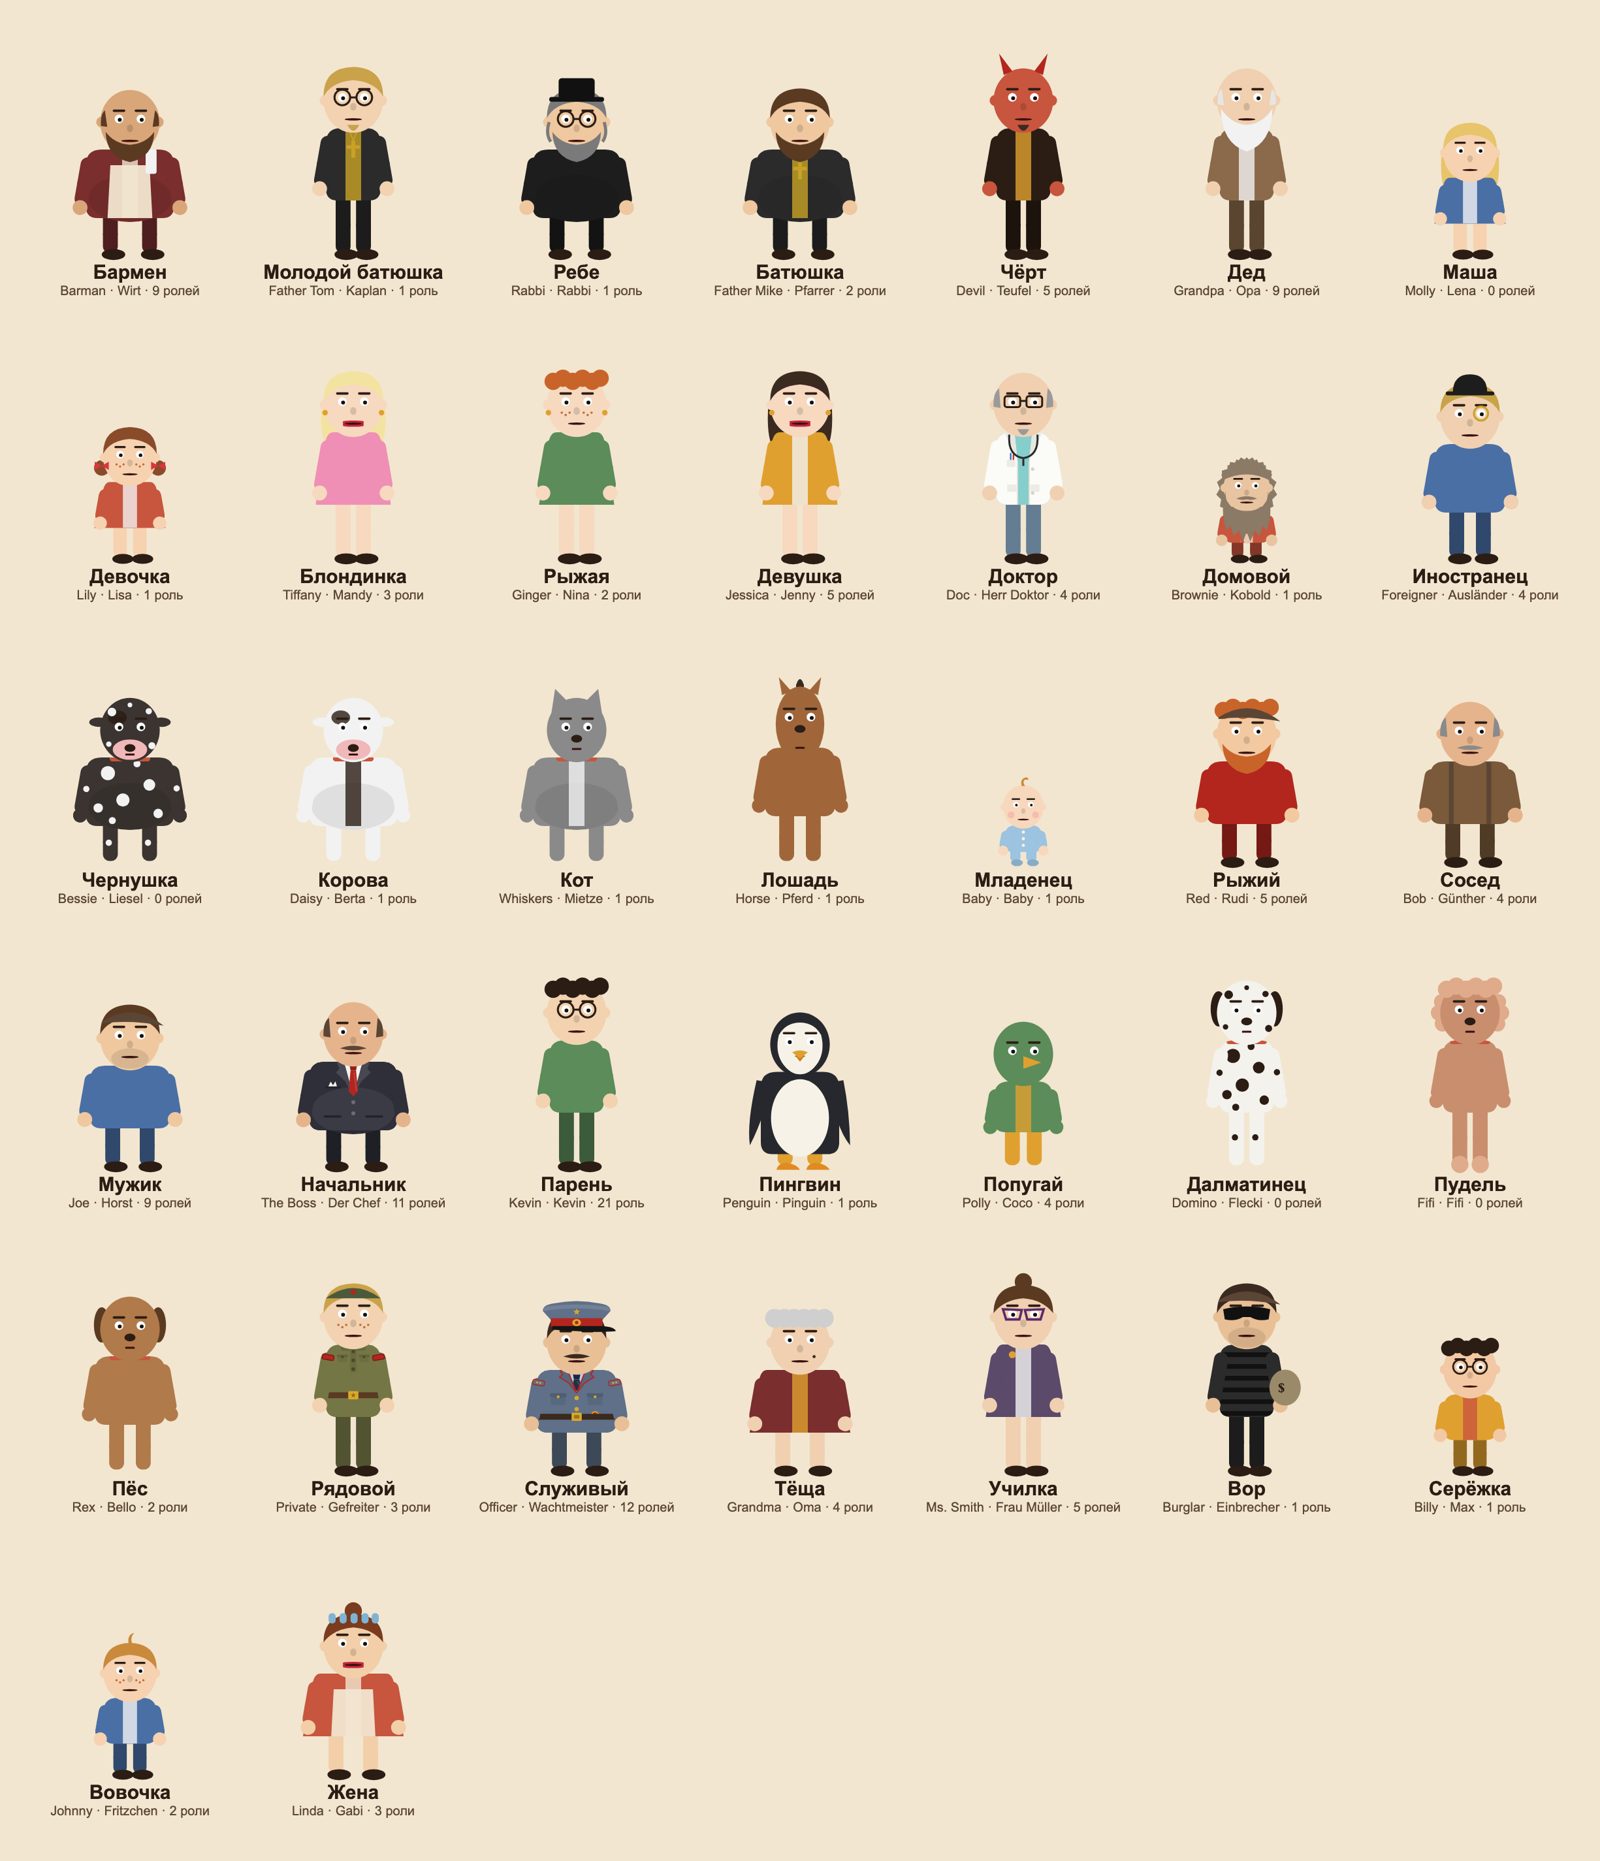 Бармен
Barman · Wirt · 9 ролей
Молодой батюшка
Father Tom · Kaplan · 1 роль
Ребе
Rabbi · Rabbi · 1 роль
Батюшка
Father Mike · Pfarrer · 2 роли
Чёрт
Devil · Teufel · 5 ролей
Дед
Grandpa · Opa · 9 ролей
Маша
Molly · Lena · 0 ролей
Девочка
Lily · Lisa · 1 роль
Блондинка
Tiffany · Mandy · 3 роли
Рыжая
Ginger · Nina · 2 роли
Девушка
Jessica · Jenny · 5 ролей
Доктор
Doc · Herr Doktor · 4 роли
Домовой
Brownie · Kobold · 1 роль
Иностранец
Foreigner · Ausländer · 4 роли
Чернушка
Bessie · Liesel · 0 ролей
Корова
Daisy · Berta · 1 роль
Кот
Whiskers · Mietze · 1 роль
Лошадь
Horse · Pferd · 1 роль
Младенец
Baby · Baby · 1 роль
Рыжий
Red · Rudi · 5 ролей
Сосед
Bob · Günther · 4 роли
Мужик
Joe · Horst · 9 ролей
Начальник
The Boss · Der Chef · 11 ролей
Парень
Kevin · Kevin · 21 роль
Пингвин
Penguin · Pinguin · 1 роль
Попугай
Polly · Coco · 4 роли
Далматинец
Domino · Flecki · 0 ролей
Пудель
Fifi · Fifi · 0 ролей
$
Пёс
Rex · Bello · 2 роли
Рядовой
Private · Gefreiter · 3 роли
Служивый
Officer · Wachtmeister · 12 ролей
Тёща
Grandma · Oma · 4 роли
Училка
Ms. Smith · Frau Müller · 5 ролей
Вор
Burglar · Einbrecher · 1 роль
Серёжка
Billy · Max · 1 роль
Вовочка
Johnny · Fritzchen · 2 роли
Жена
Linda · Gabi · 3 роли